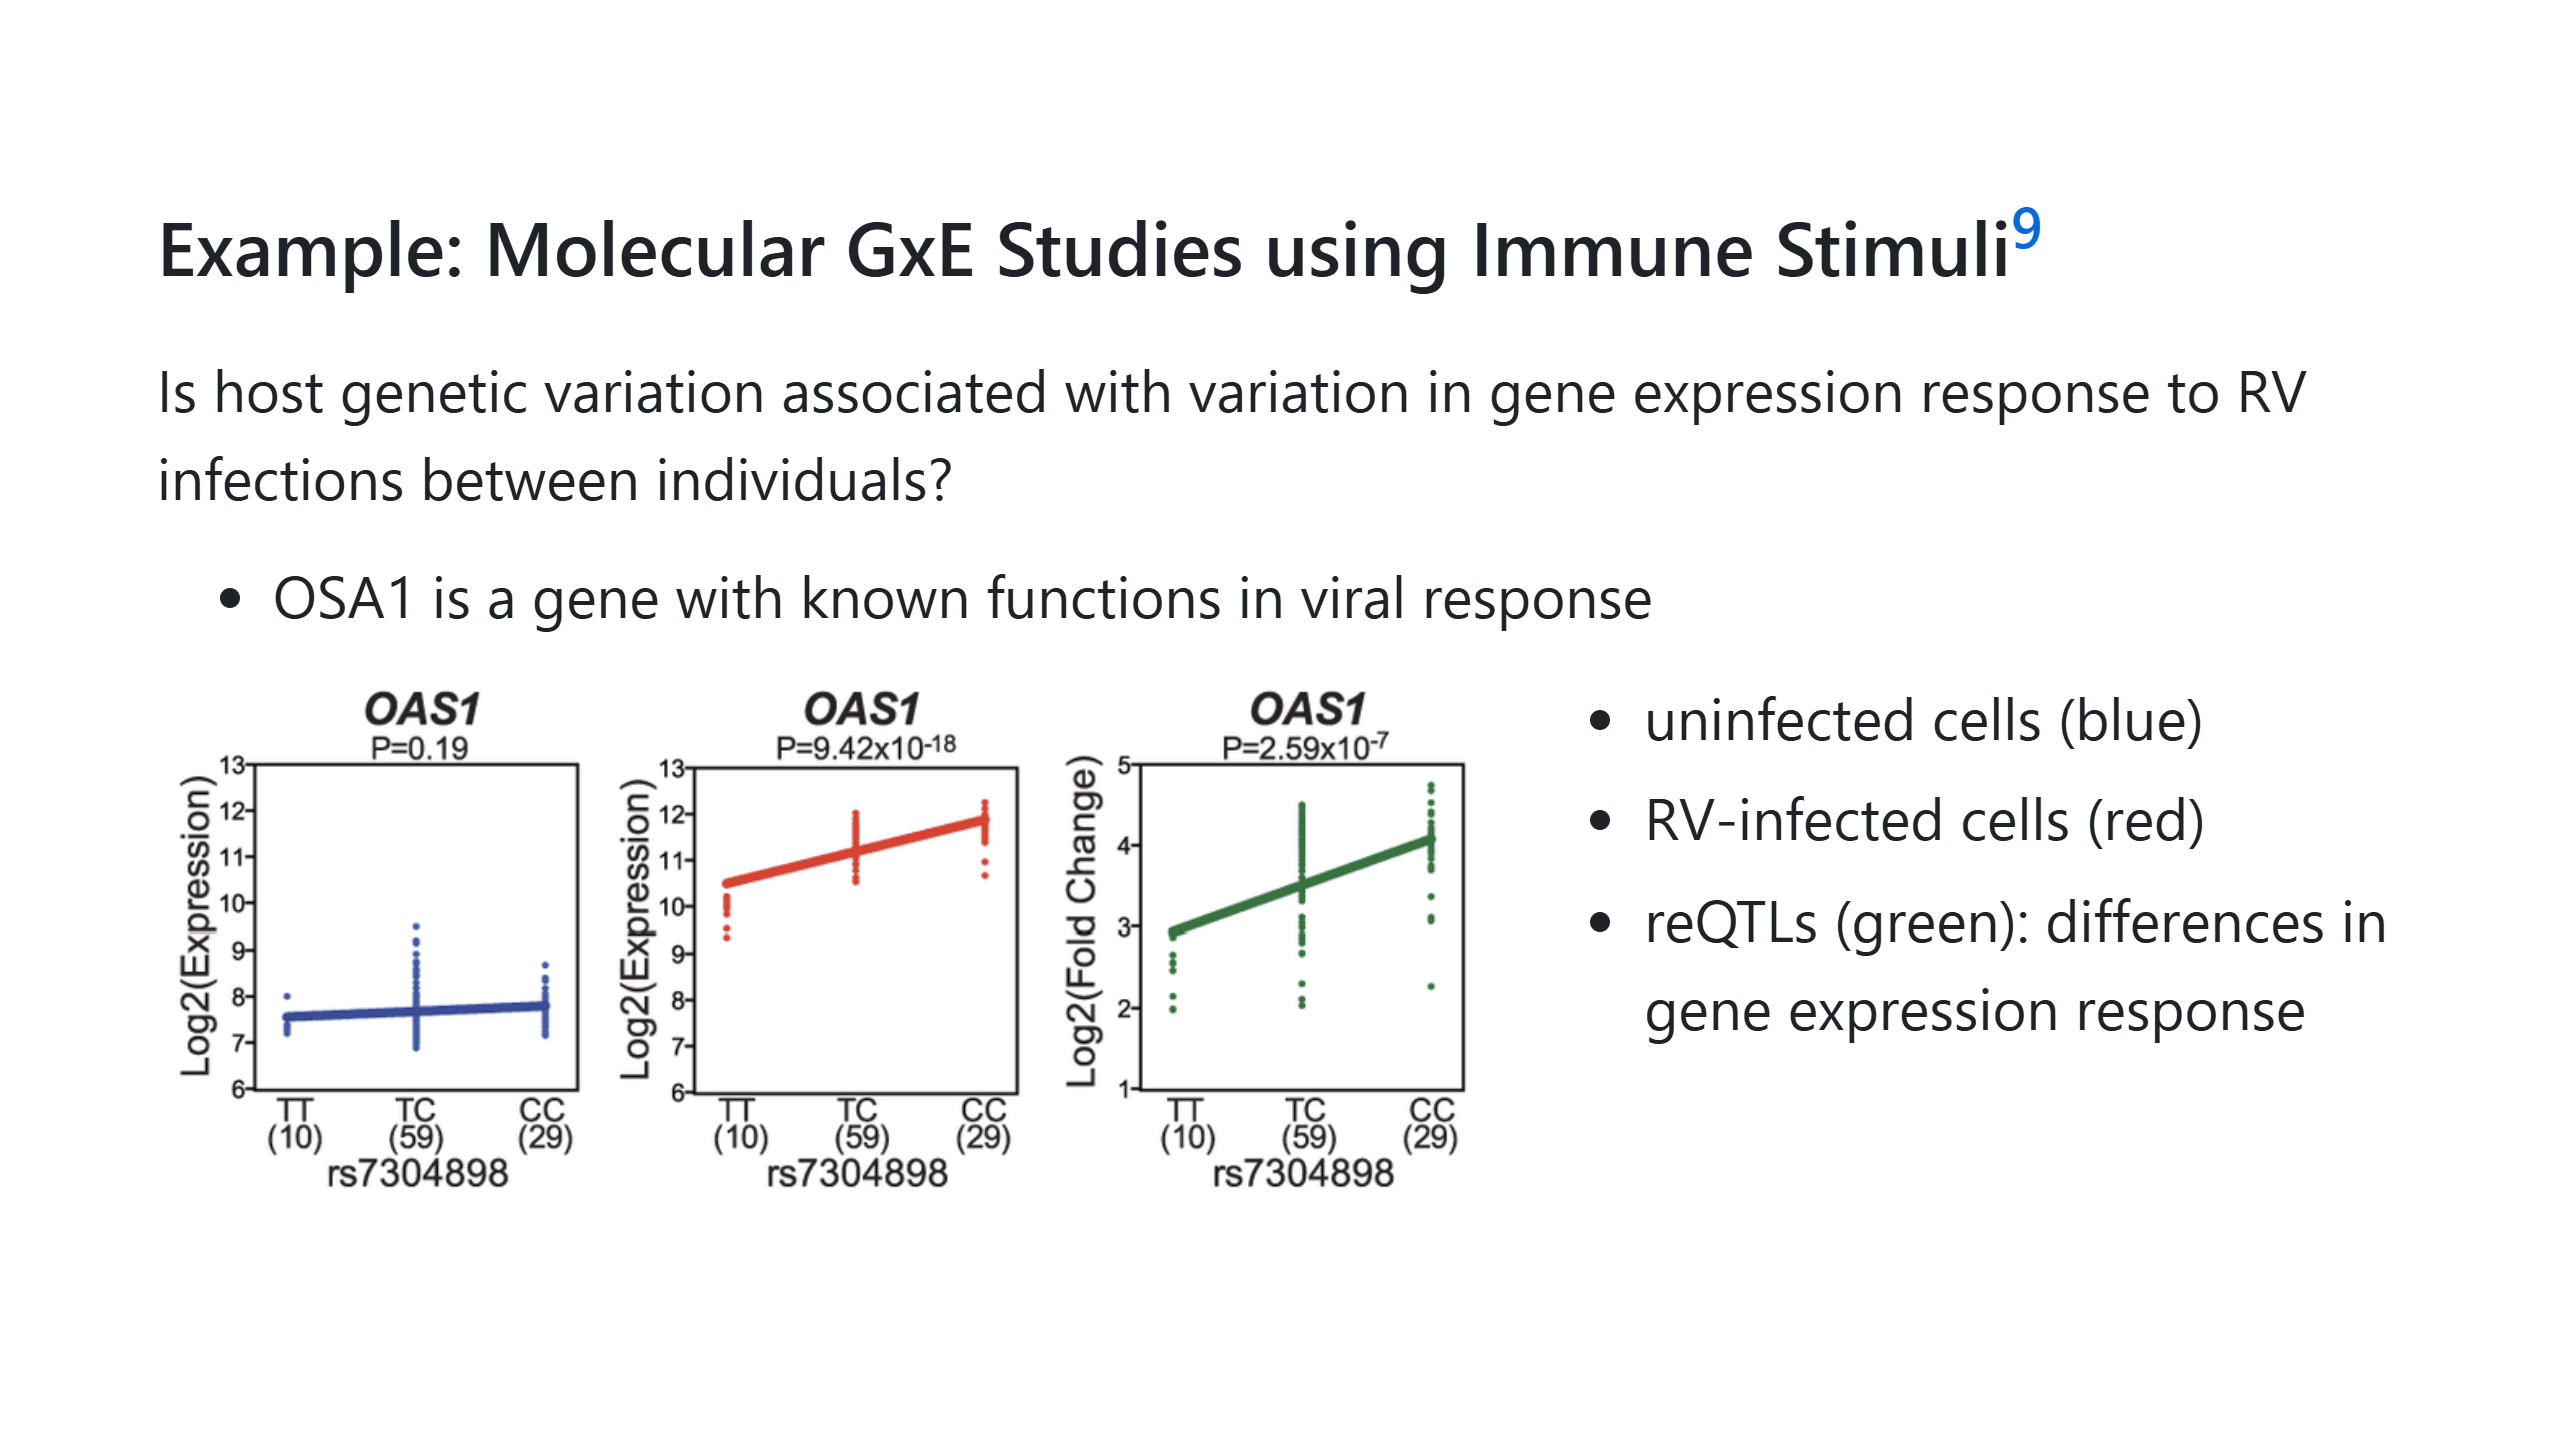 Example: Molecular GxE Studies using Immune Stimuli9
Is host genetic variation associated with variation in gene expression response to RV
infections between individuals?
• OSA1 is a gene with known functions in viral response
OAS1
P=0.19
Log2(Expression)
13
12
11
10
9
8
7
6
TT TC CC
(10) (59) (29)
rs7304898
OAS1
P=9.42x10-18
Log2(Expression)
13
12
11
10
9
8
7
6
TT TC CC
(10) (59) (29)
rs7304898
OAS1
P=2.59x10-7
Log2(Fold Change)
5
4
3
2
1
TT TC CC
(10) (59) (29)
rs7304898
• uninfected cells (blue)
• RV-infected cells (red)
• reQTLs (green): differences in
gene expression response